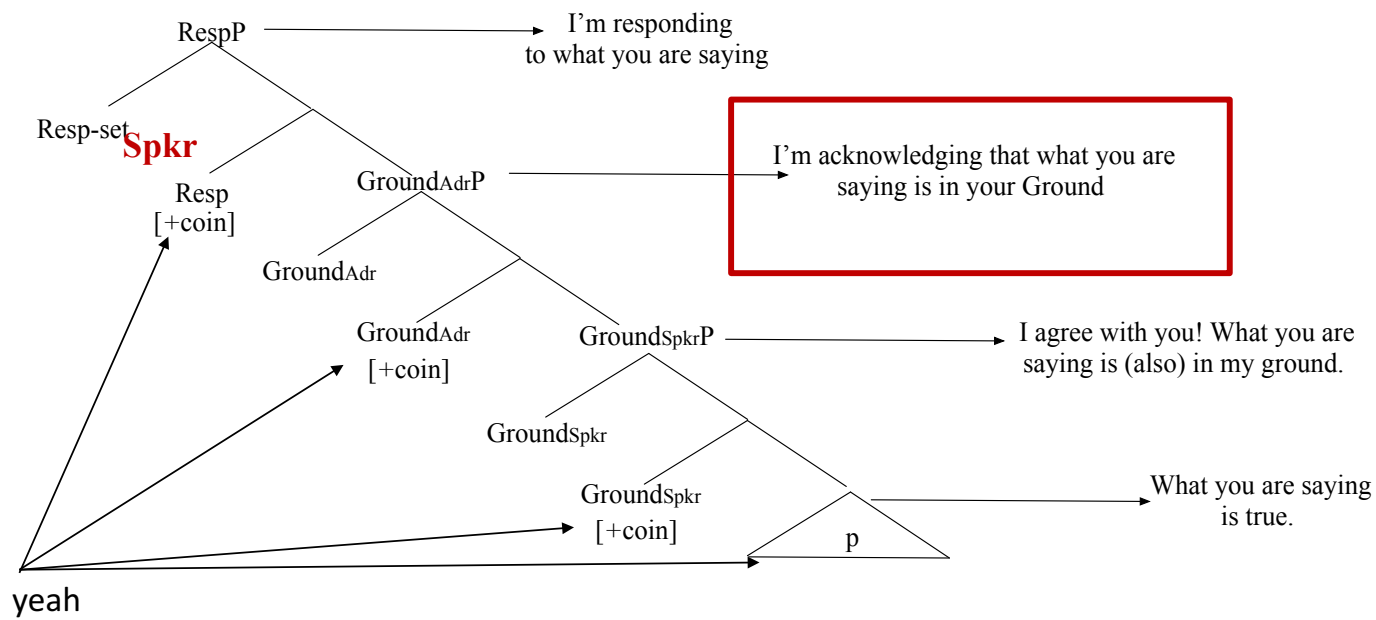 RespP
I'm responding
to what you are saying
Resp-set
Spkr
Resp
[+coin]
GroundAdrP
I'm acknowledging that what you are
saying is in your Ground
GroundAdr
GroundAdr
[+coin]
GroundSpkrP
I agree with you! What you are
saying is (also) in my ground.
GroundSpkr
GroundSpkr
[+coin]
p
What you are saying
is true.
yeah